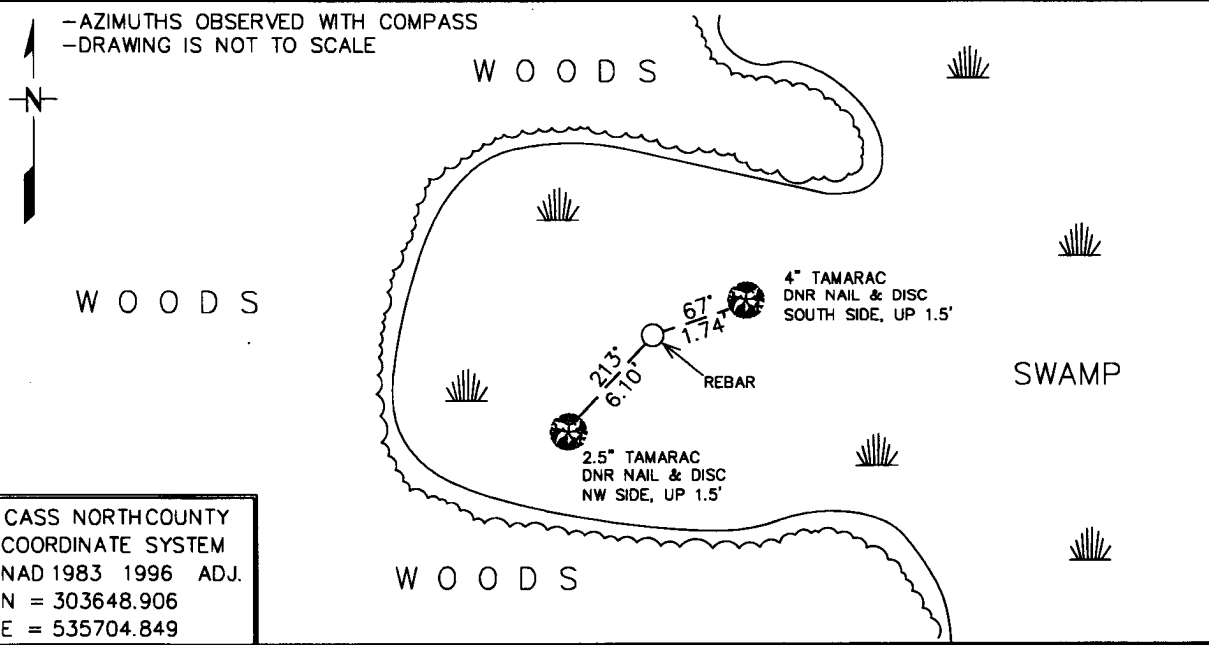 -AZIMUTHS OBSERVED WITH COMPASS
-DRAWING IS NOT TO SCALE
N
WOODS
WOODS
4" TAMARAC
DNR NAIL & DISC
SOUTH SIDE, UP 1.5'
67°
1.74'
REBAR
213°
6.10'
SWAMP
2.5" TAMARAC
DNR NAIL & DISC
NW SIDE, UP 1.5'
WOODS
CASS NORTH COUNTY
COORDINATE SYSTEM
NAD 1983 1996 ADJ.
N = 303648.906
E = 535704.849